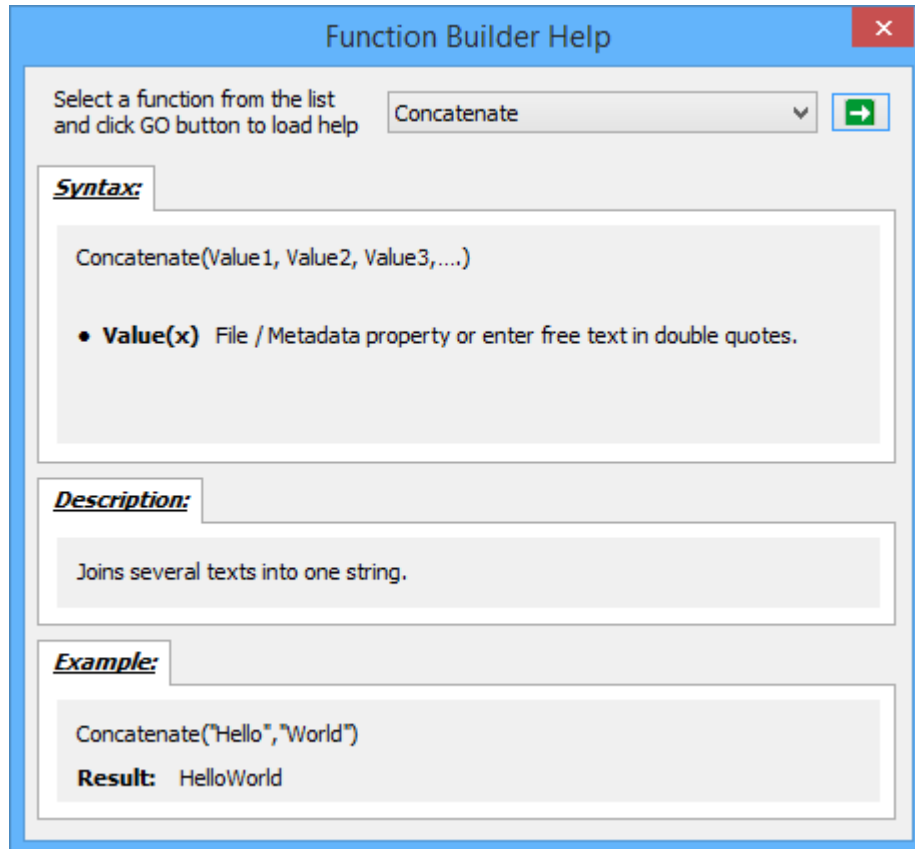 Function Builder Help
Select a function from the list
and click GO button to load help
Concatenate
Syntax:
Concatenate(Value1, Value2, Value3,....)
• Value(x) File / Metadata property or enter free text in double quotes.
Description:
Joins several texts into one string.
Example:
Concatenate("Hello","World")
Result: HelloWorld